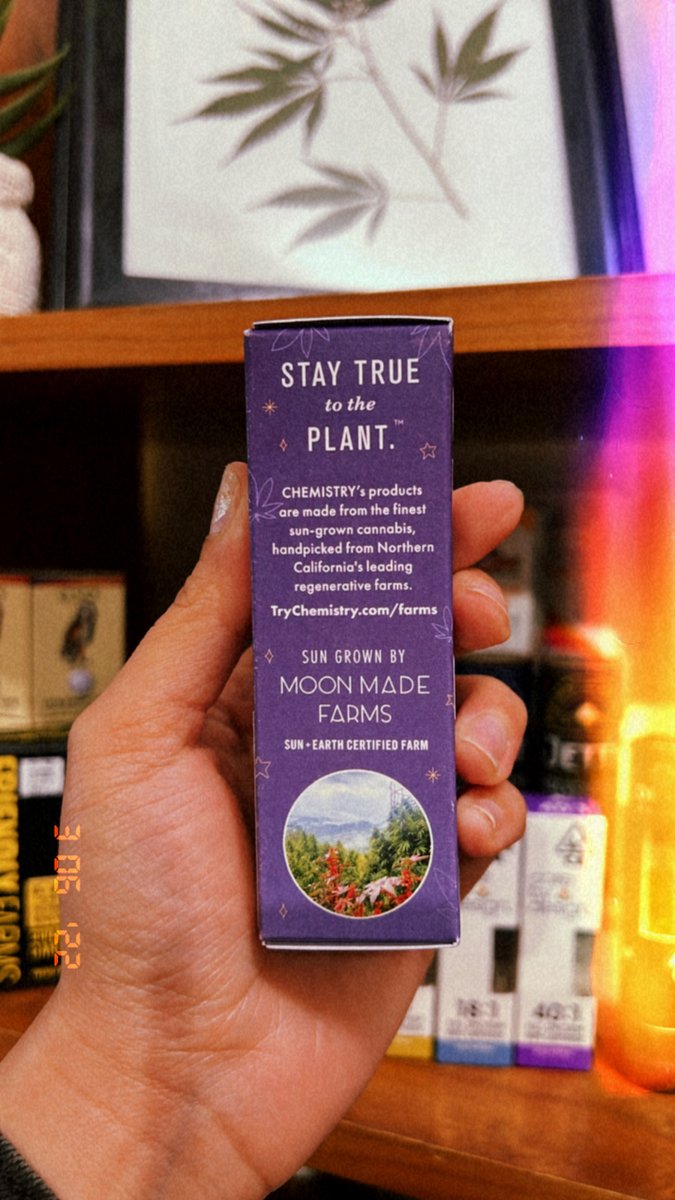 STAY TRUE
to the
PLANT.™
CHEMISTRY's products
are made from the finest
sun-grown cannabis,
handpicked from Northern
California's leading
regenerative farms.
TryChemistry.com/farms
SUN GROWN BY
MOON MADE
FARMS
SUN + EARTH CERTIFIED FARM
3 06 '22
18:1
40:1